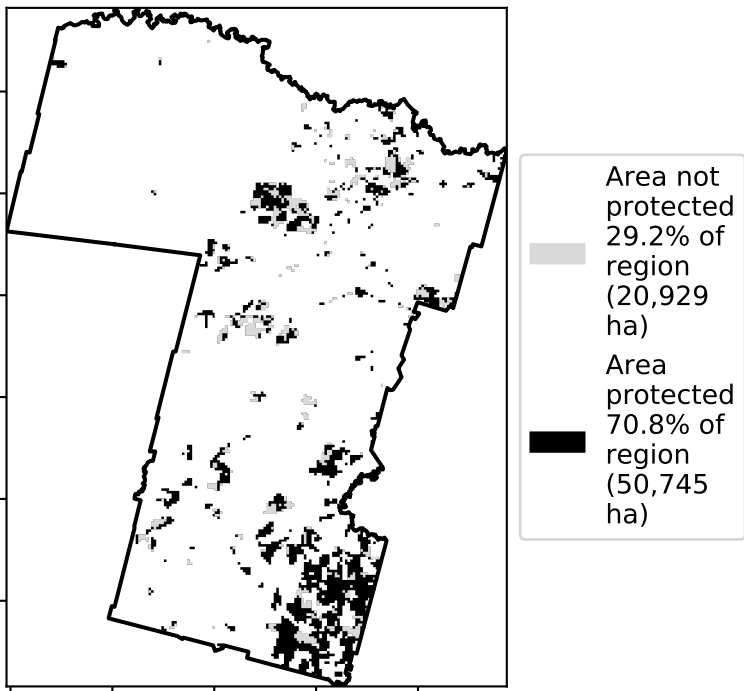 Area not
protected
29.2% of
region
(20,929
ha)
Area
protected
70.8% of
region
(50,745
ha)